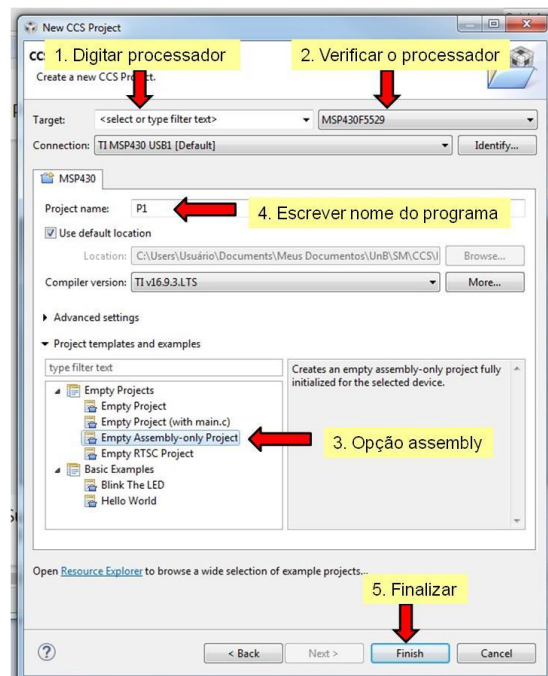 New CCS Project
CC
1. Digitar processador
2. Verificar o processador
Create a new CCS Project.
Target:
<select or type filter text>
MSP430F5529
Connection:
TI MSP430 USB1 [Default]
Identify...
MSP430
Project name:
P1
4. Escrever nome do programa
Use default location
Location:
C:\Users\Usuário\Documents\Meus Documentos\UnB\SM\CCS\
Browse...
Compiler version:
TI v16.9.3.LTS
More...
Advanced settings
Project templates and examples
type filter text
Creates an empty assembly-only project fully
initialized for the selected device.
Empty Projects
Empty Project
Empty Project (with main.c)
Empty Assembly-only Project
3. Opção assembly
Empty RTSC Project
Basic Examples
Blink The LED
Hello World
Open Resource Explorer to browse a wide selection of example projects...
5. Finalizar
?
< Back
Next >
Finish
Cancel